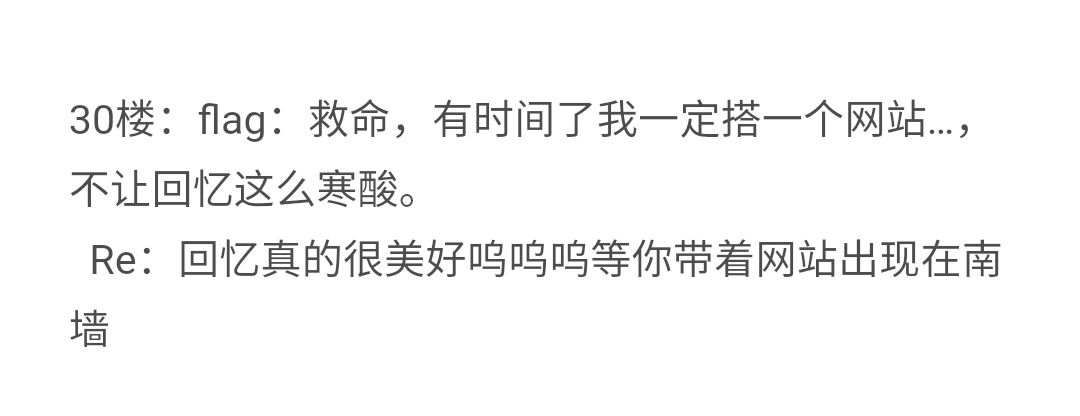 30楼：flag：救命，有时间了我一定搭一个网站...，
不让回忆这么寒酸。
Re：回忆真的很美好呜呜呜等你带着网站出现在南
墙